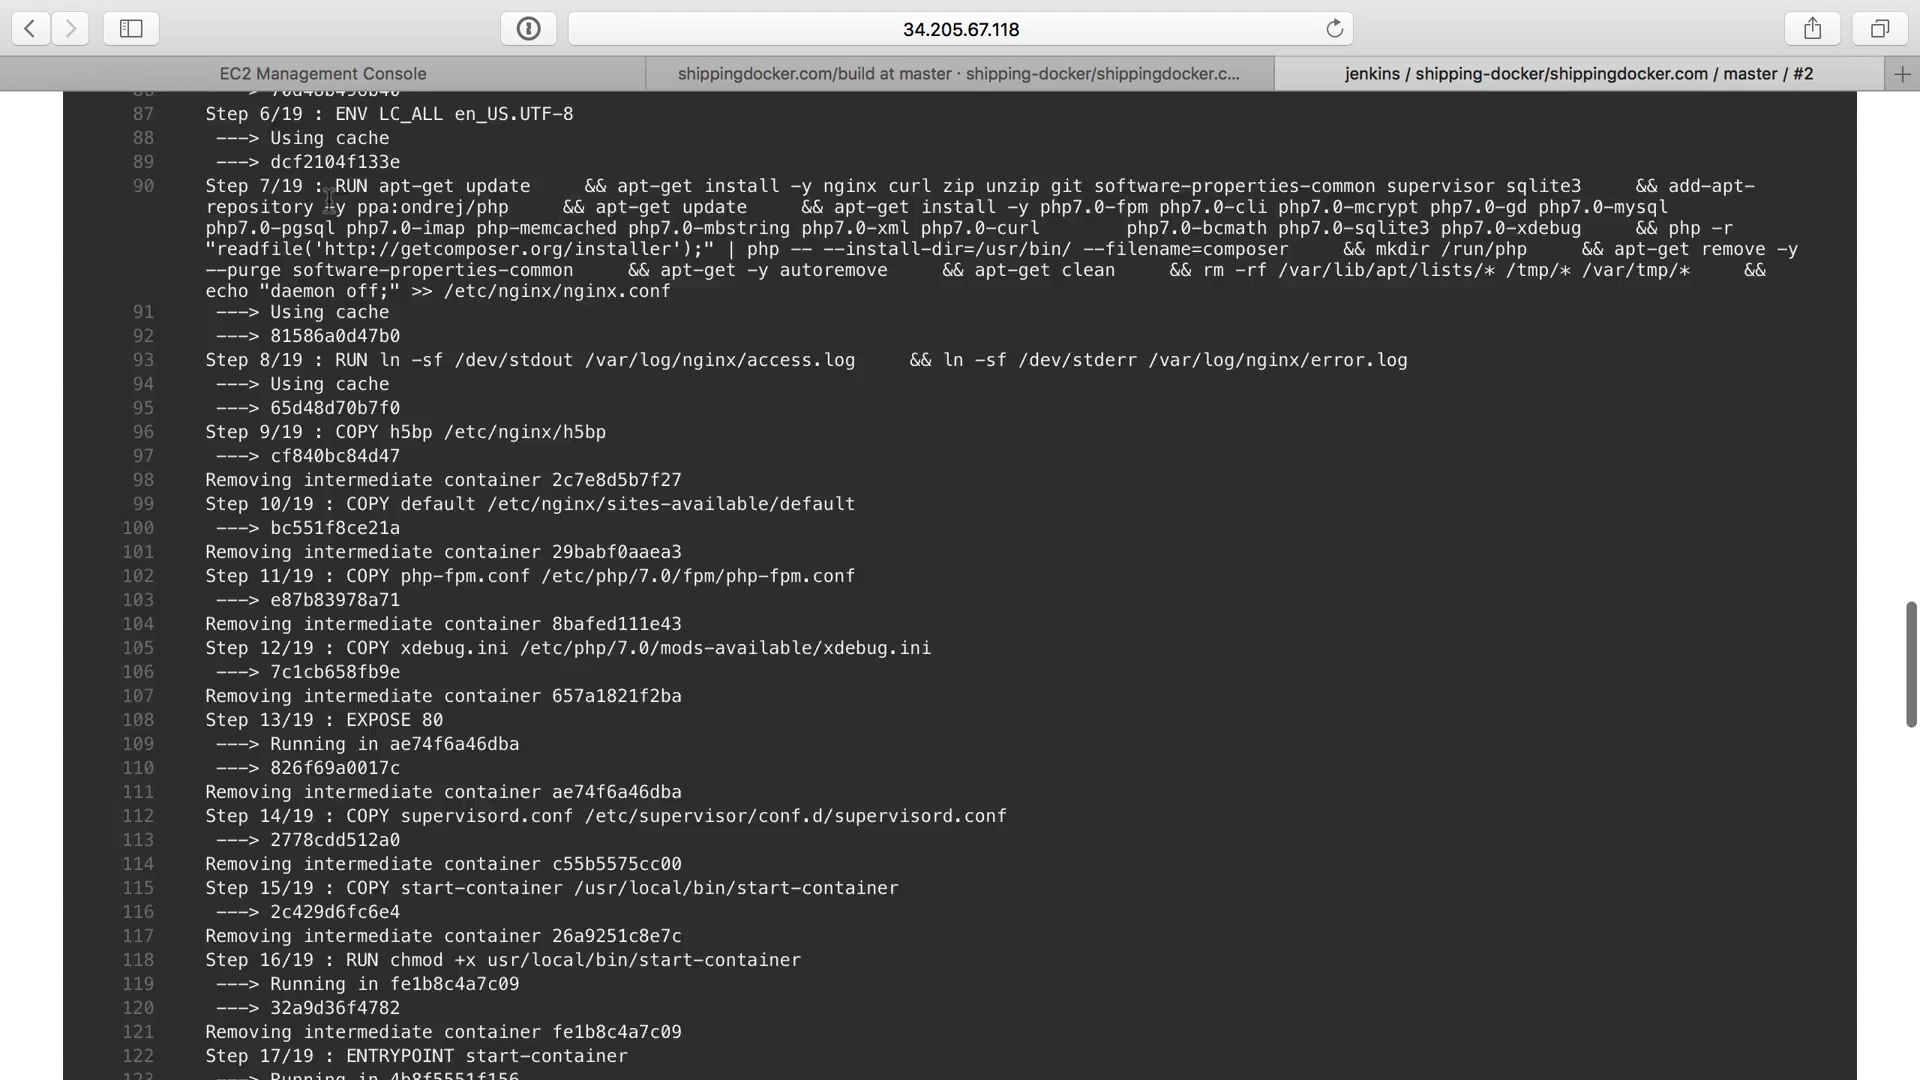 34.205.67.118
EC2 Management Console
shippingdocker.com/build at master · shipping-docker/shippingdocker.c...
jenkins / shipping-docker/shippingdocker.com / master / #2
87 Step 6/19 : ENV LC_ALL en_US.UTF-8
88 ---> Using cache
89 ---> dcf2104f133e
90 Step 7/19 : RUN apt-get update     && apt-get install -y nginx curl zip unzip git software-properties-common supervisor sqlite3     && add-apt-
repository -y ppa:ondrej/php     && apt-get update     && apt-get install -y php7.0-fpm php7.0-cli php7.0-mcrypt php7.0-gd php7.0-mysql
php7.0-pgsql php7.0-imap php-memcached php7.0-mbstring php7.0-xml php7.0-curl        php7.0-bcmath php7.0-sqlite3 php7.0-xdebug     && php -r
"readfile('http://getcomposer.org/installer');" | php -- --install-dir=/usr/bin/ --filename=composer     && mkdir /run/php     && apt-get remove -y
--purge software-properties-common     && apt-get -y autoremove     && apt-get clean     && rm -rf /var/lib/apt/lists/* /tmp/* /var/tmp/*     &&
echo "daemon off;" >> /etc/nginx/nginx.conf
91 ---> Using cache
92 ---> 81586a0d47b0
93 Step 8/19 : RUN ln -sf /dev/stdout /var/log/nginx/access.log     && ln -sf /dev/stderr /var/log/nginx/error.log
94 ---> Using cache
95 ---> 65d48d70b7f0
96 Step 9/19 : COPY h5bp /etc/nginx/h5bp
97 ---> cf840bc84d47
98 Removing intermediate container 2c7e8d5b7f27
99 Step 10/19 : COPY default /etc/nginx/sites-available/default
100 ---> bc551f8ce21a
101 Removing intermediate container 29babf0aaea3
102 Step 11/19 : COPY php-fpm.conf /etc/php/7.0/fpm/php-fpm.conf
103 ---> e87b83978a71
104 Removing intermediate container 8bafed111e43
105 Step 12/19 : COPY xdebug.ini /etc/php/7.0/mods-available/xdebug.ini
106 ---> 7c1cb658fb9e
107 Removing intermediate container 657a1821f2ba
108 Step 13/19 : EXPOSE 80
109 ---> Running in ae74f6a46dba
110 ---> 826f69a0017c
111 Removing intermediate container ae74f6a46dba
112 Step 14/19 : COPY supervisord.conf /etc/supervisor/conf.d/supervisord.conf
113 ---> 2778cdd512a0
114 Removing intermediate container c55b5575cc00
115 Step 15/19 : COPY start-container /usr/local/bin/start-container
116 ---> 2c429d6fc6e4
117 Removing intermediate container 26a9251c8e7c
118 Step 16/19 : RUN chmod +x usr/local/bin/start-container
119 ---> Running in fe1b8c4a7c09
120 ---> 32a9d36f4782
121 Removing intermediate container fe1b8c4a7c09
122 Step 17/19 : ENTRYPOINT start-container
123 ---> Running in 4b8f5551f156